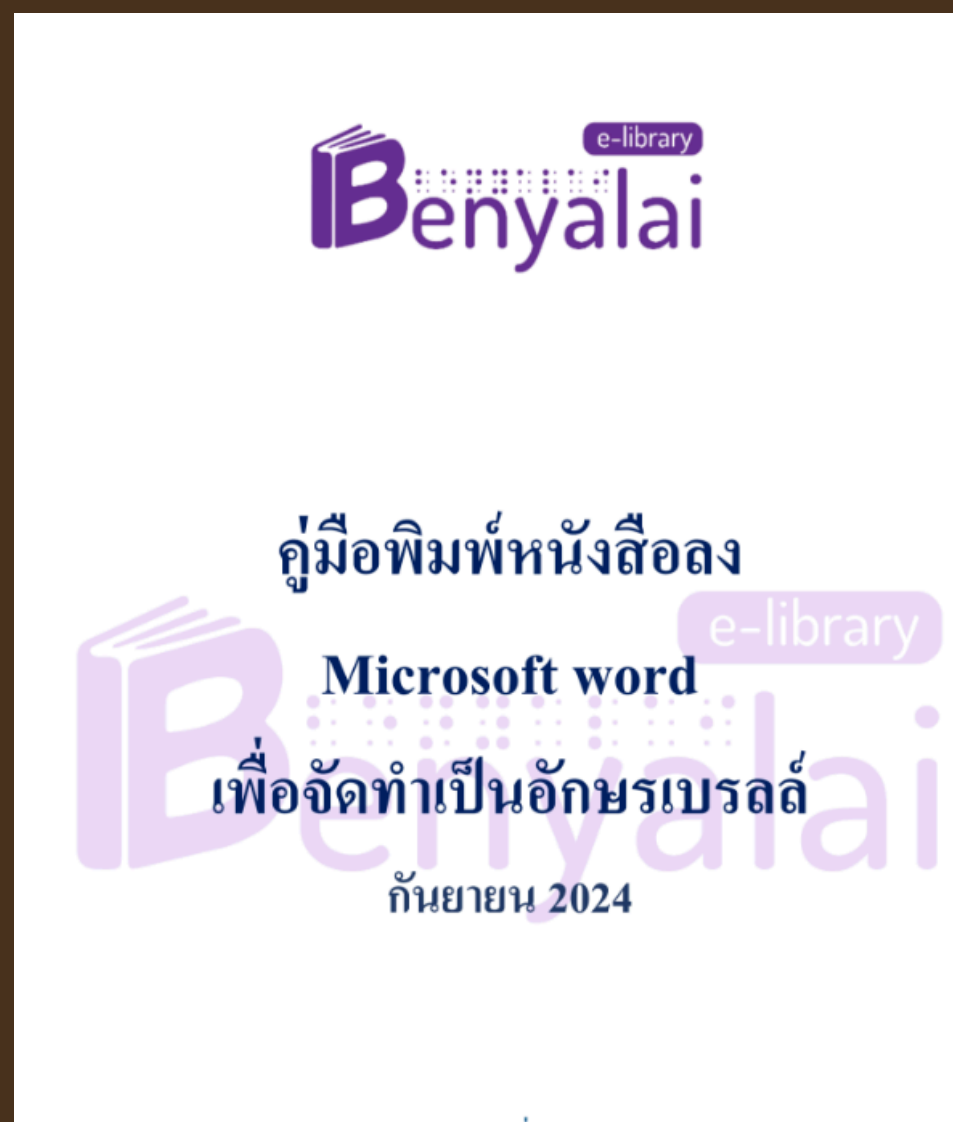 e-library
Benyalai
คู่มือพิมพ์หนังสือลง
e-library
Microsoft word
Benyalai
เพื่อจัดทำเป็นอักษรเบรลล์
กันยายน 2024